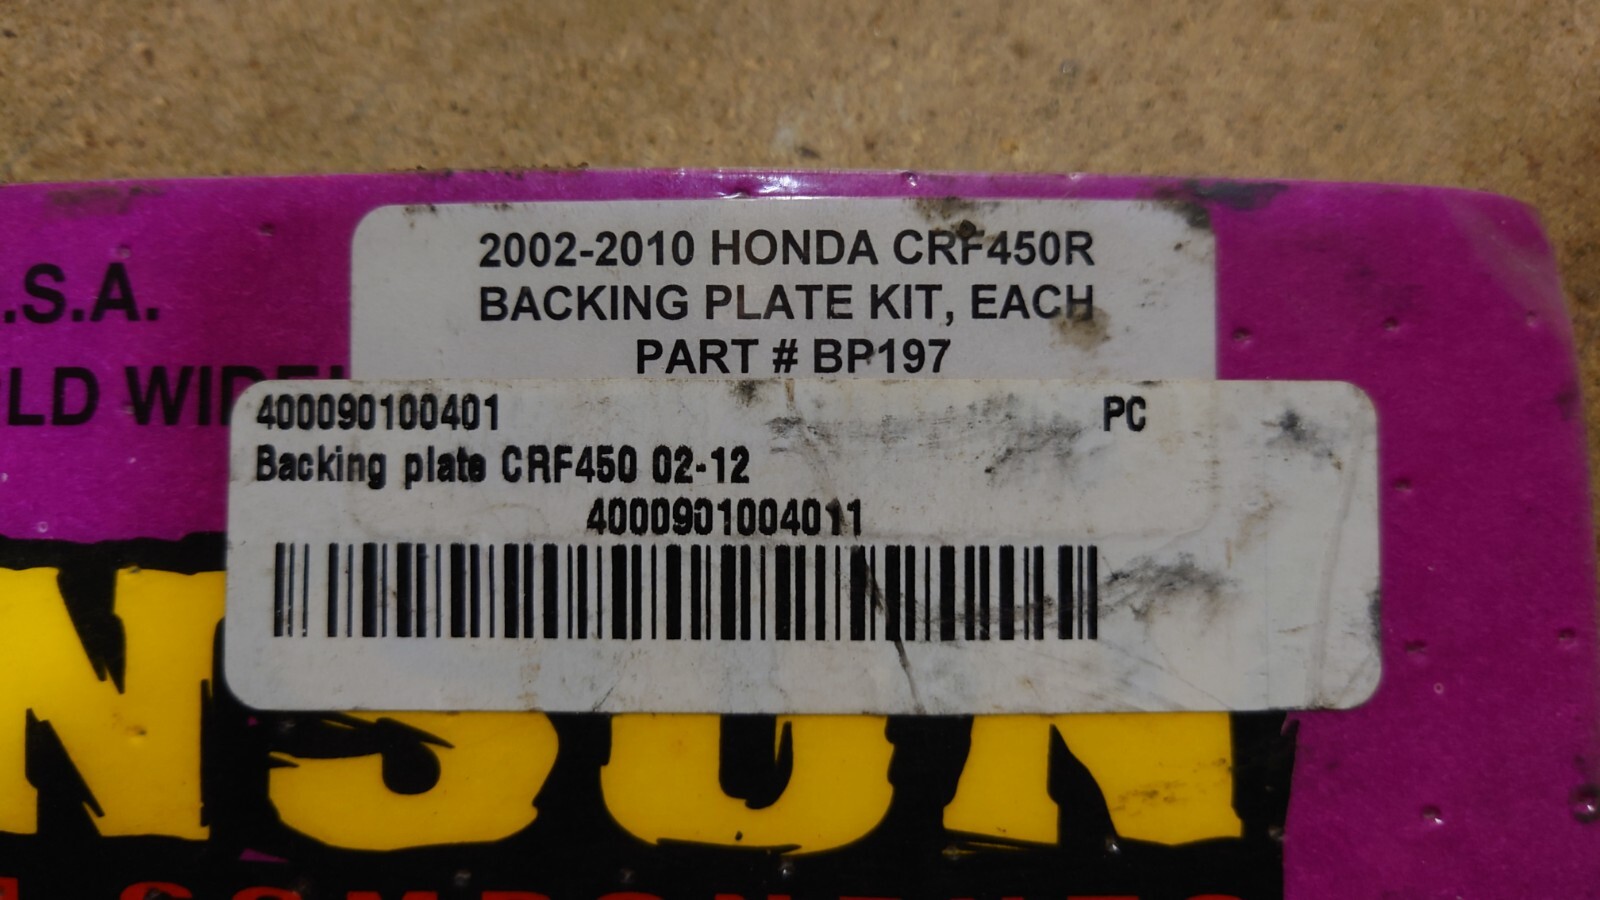 .S.A.
2002-2010 HONDA CRF450R
BACKING PLATE KIT, EACH
PART # BP197
400090100401 PC
Backing plate CRF450 02-12
4000901004011